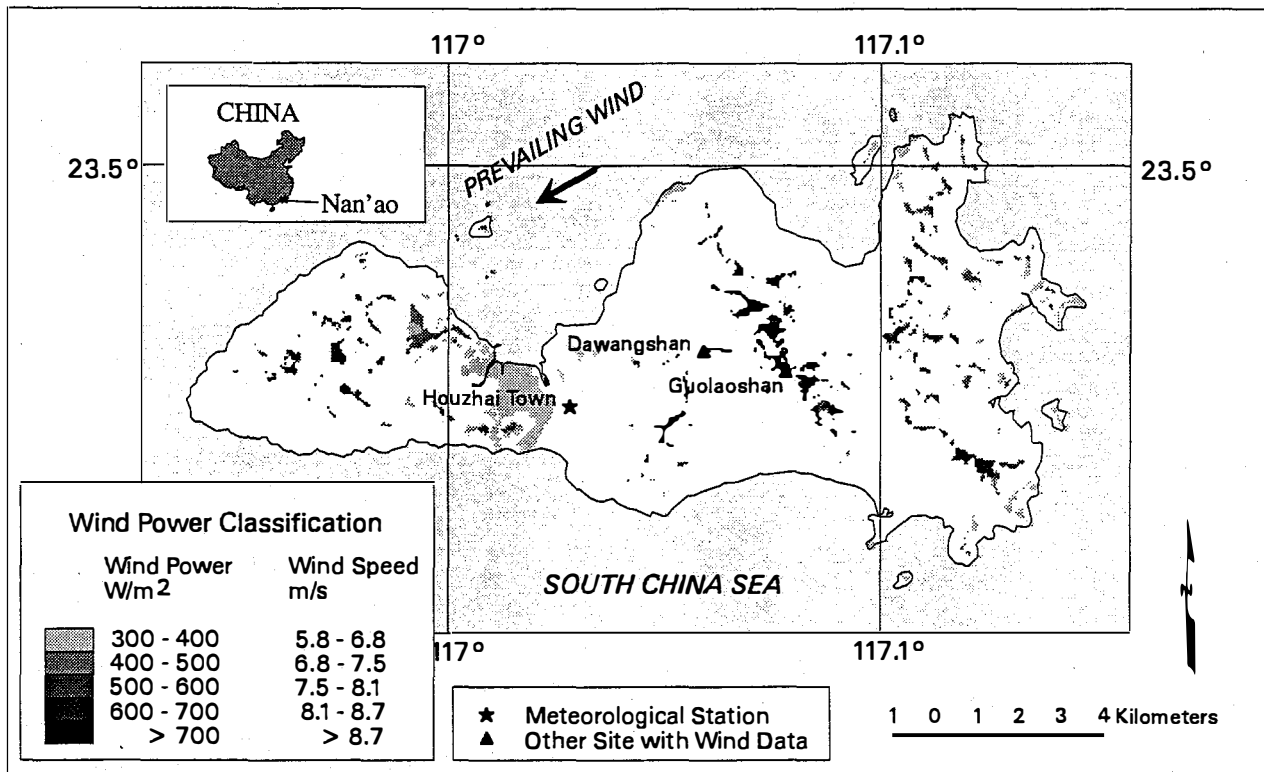 117° 117.1°
CHINA
Nan'ao
PREVAILING WIND
23.5° 23.5°
Dawangshan
Guolaoshan
Houzhai Town
SOUTH CHINA SEA
117° 117.1°
Wind Power Classification
Wind Power Wind Speed
W/m2 m/s
300 - 400 5.8 - 6.8
400 - 500 6.8 - 7.5
500 - 600 7.5 - 8.1
600 - 700 8.1 - 8.7
> 700 > 8.7
Meteorological Station
Other Site with Wind Data
N
1 0 1 2 3 4 Kilometers